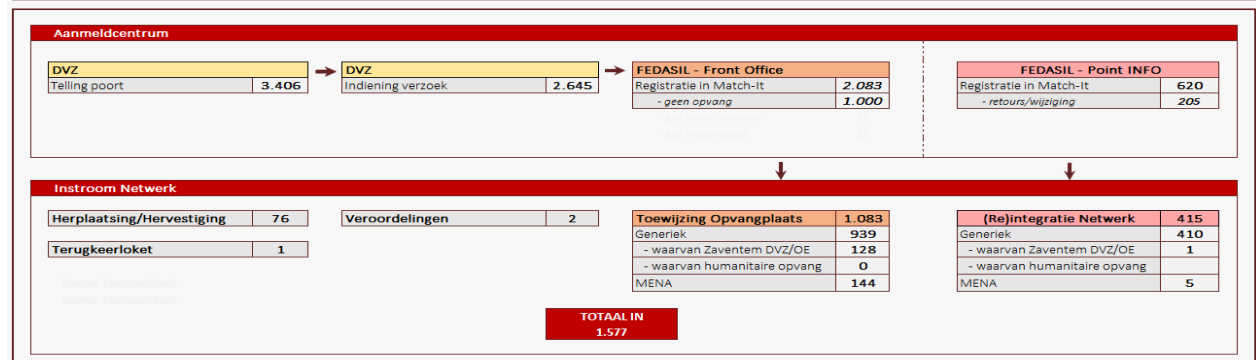 Aanmeldcentrum
DVZ
Telling poort 3.406
DVZ
Indiening verzoek 2.645
FEDASIL - Front Office
Registratie in Match-It 2.083
- geen opvang 1.000
FEDASIL - Point INFO
Registratie in Match-It 620
- retours/wijziging 205
Instroom Netwerk
Herplaatsing/Hervestiging 76
Terugkeerloket 1
Veroordelingen 2
Toewijzing Opvangplaats 1.083
Generiek 939
- waarvan Zaventem DVZ/OE 128
- waarvan humanitaire opvang 0
MENA 144
(Re)integratie Netwerk 415
Generiek 410
- waarvan Zaventem DVZ/OE 1
- waarvan humanitaire opvang
MENA 5
TOTAAL IN
1.577